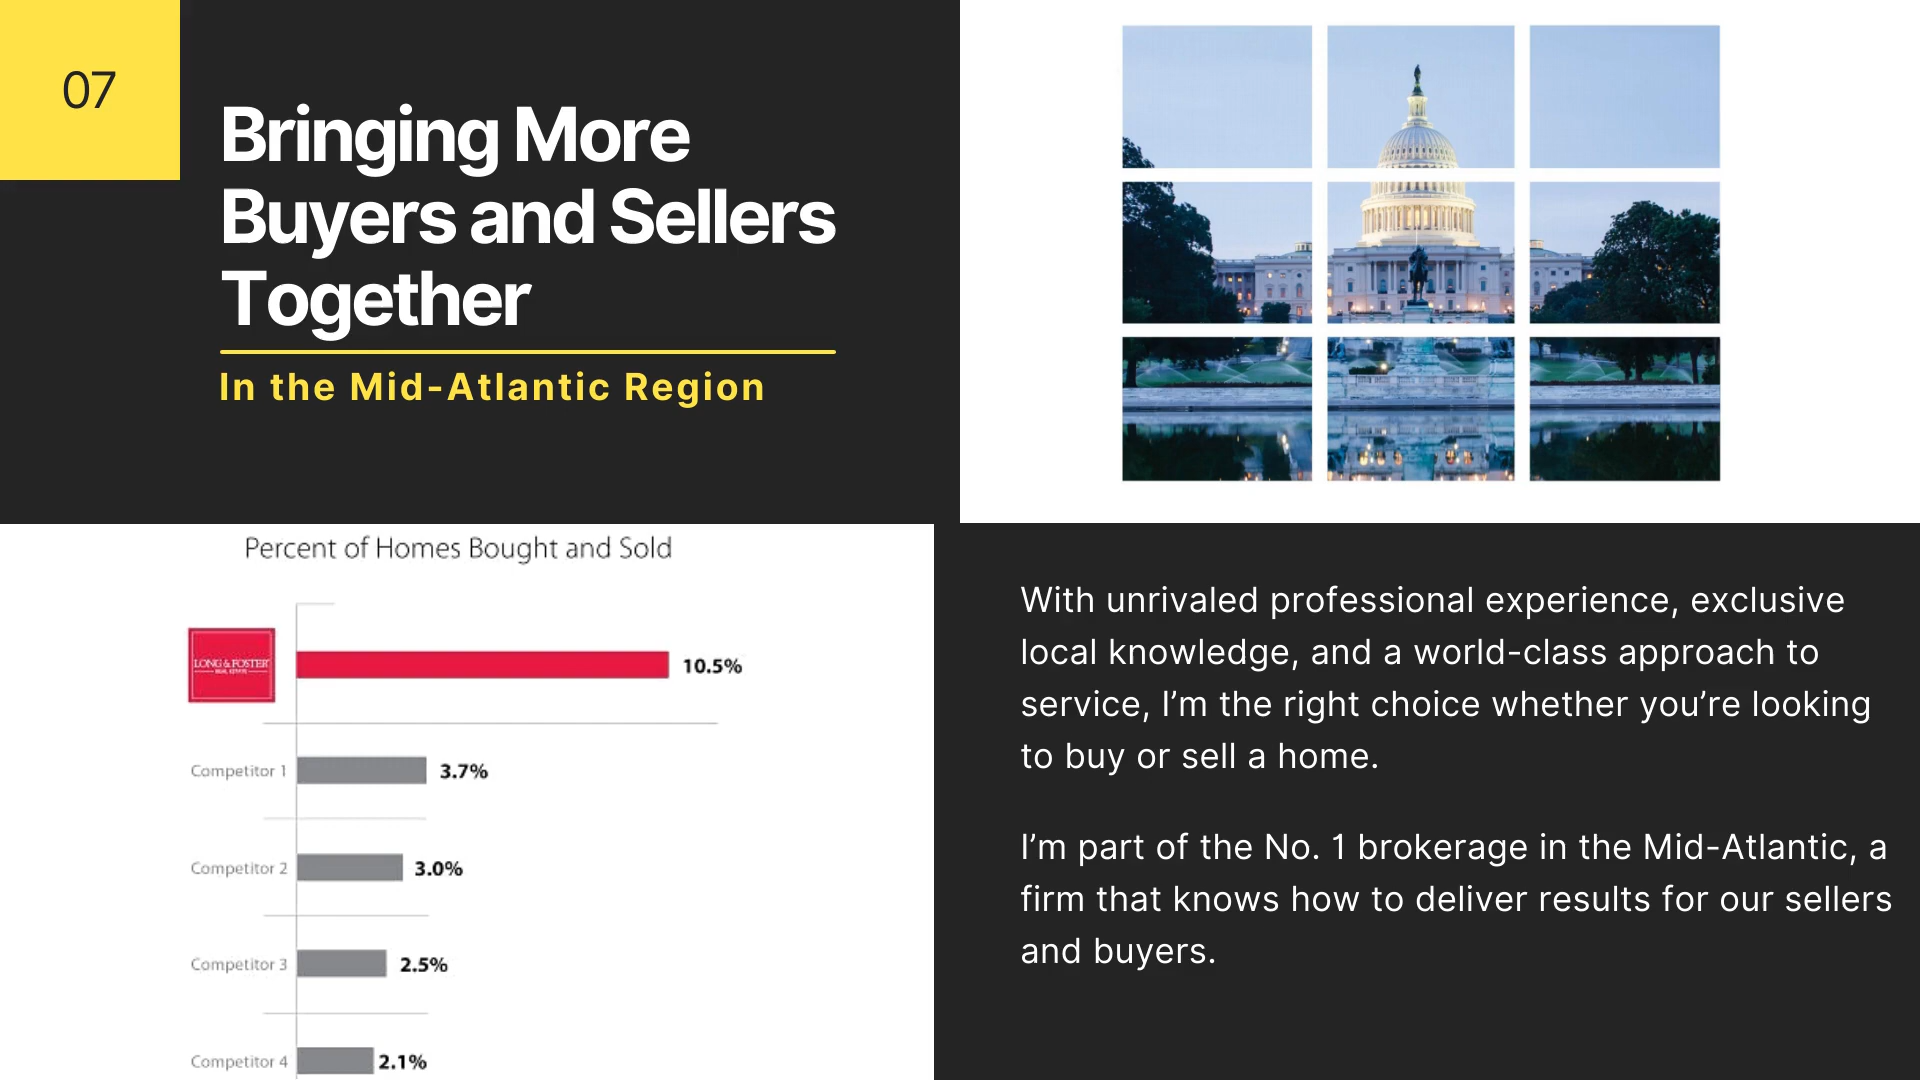 07
Bringing More
Buyers and Sellers
Together
In the Mid-Atlantic Region
Percent of Homes Bought and Sold
LONG & FOSTER
REAL ESTATE
10.5%
Competitor 1 3.7%
Competitor 2 3.0%
Competitor 3 2.5%
Competitor 4 2.1%
With unrivaled professional experience, exclusive
local knowledge, and a world-class approach to
service, I’m the right choice whether you’re looking
to buy or sell a home.
I’m part of the No. 1 brokerage in the Mid-Atlantic, a
firm that knows how to deliver results for our sellers
and buyers.